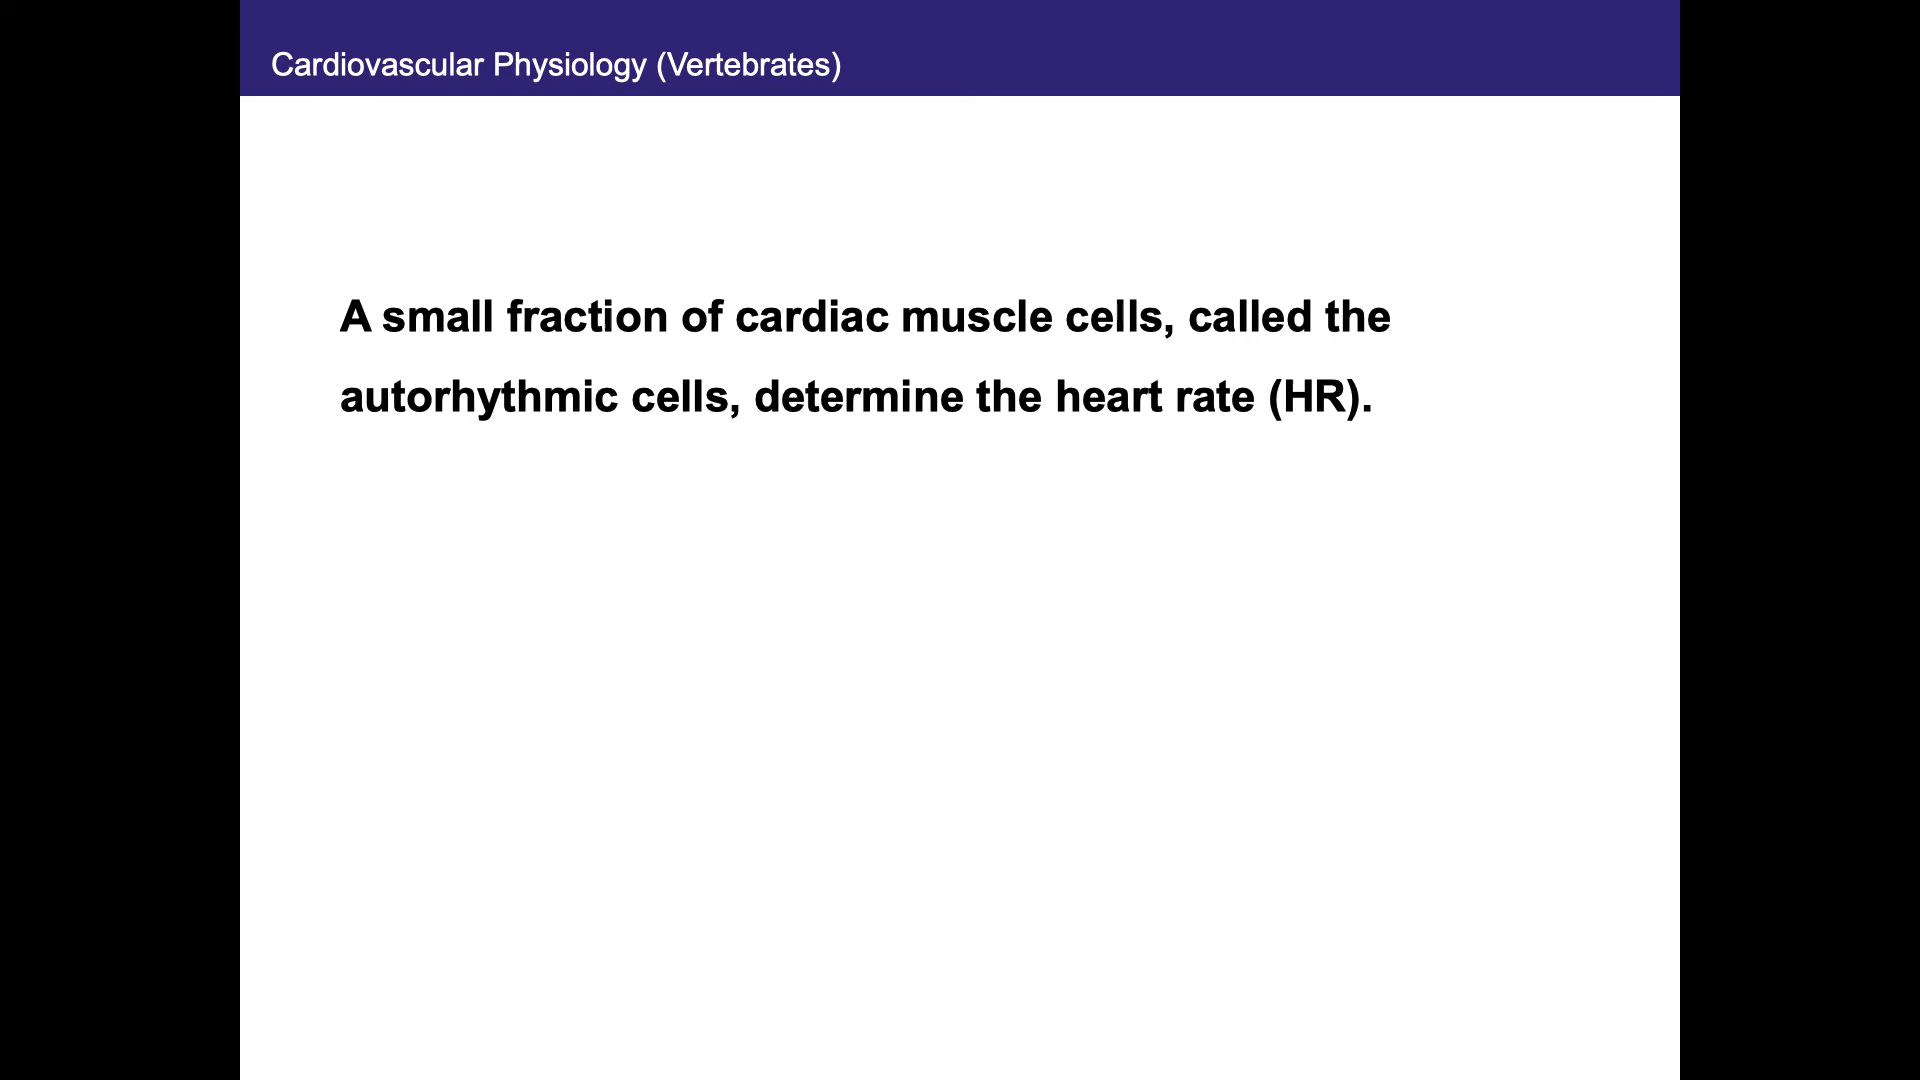 Cardiovascular Physiology (Vertebrates)
A small fraction of cardiac muscle cells, called the
autorhythmic cells, determine the heart rate (HR).